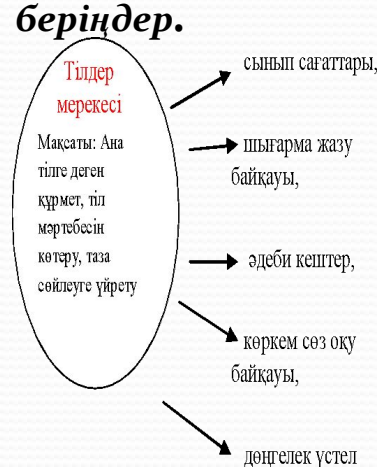 беріңдер.
Тілдер
мерекесі
Мақсаты: Ана
тілге деген
құрмет, тіл
мәртебесін
көтеру, таза
сөйлеуге үйрету
сынып сағаттары,
шығарма жазу
байқауы,
әдеби кештер,
көркем сөз оқу
байқауы,
дөңгелек үстел